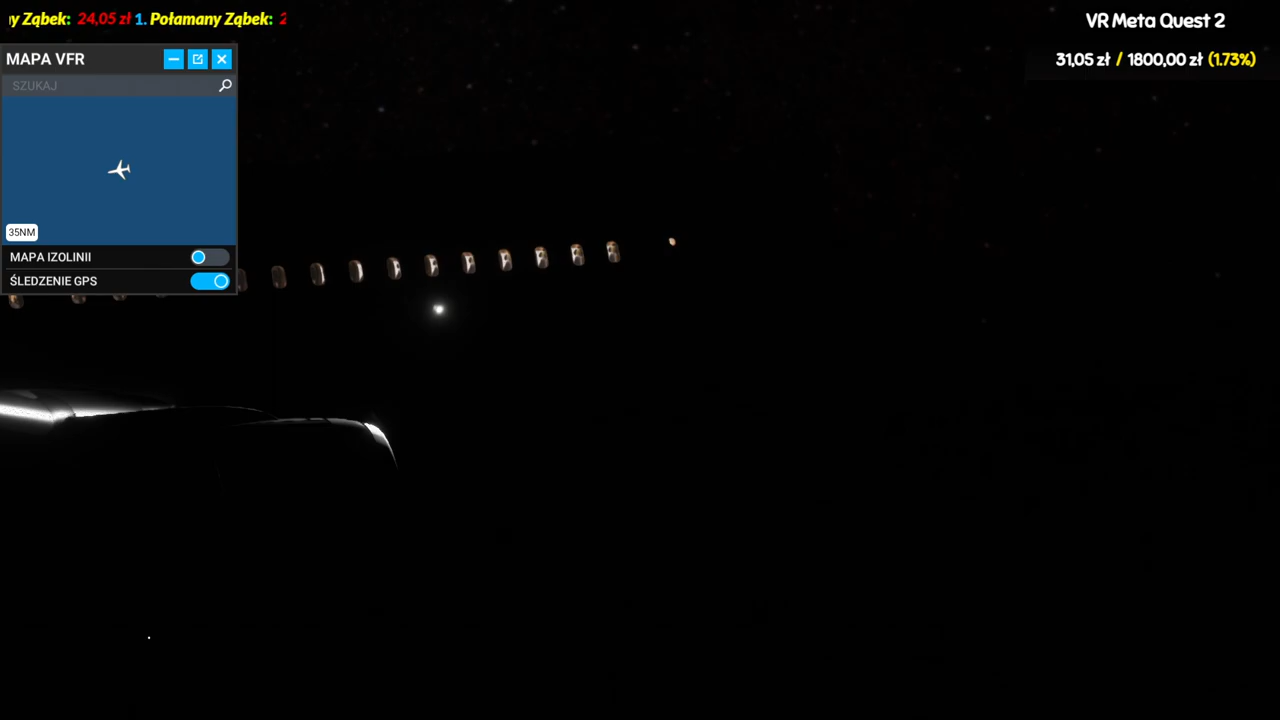 y Ząbek: 24,05 zł 1. Połamany Ząbek: 2
VR Meta Quest 2
31,05 zł / 1800,00 zł (1.73%)
MAPA VFR
SZUKAJ
35NM
MAPA IZOLINII
ŚLEDZENIE GPS